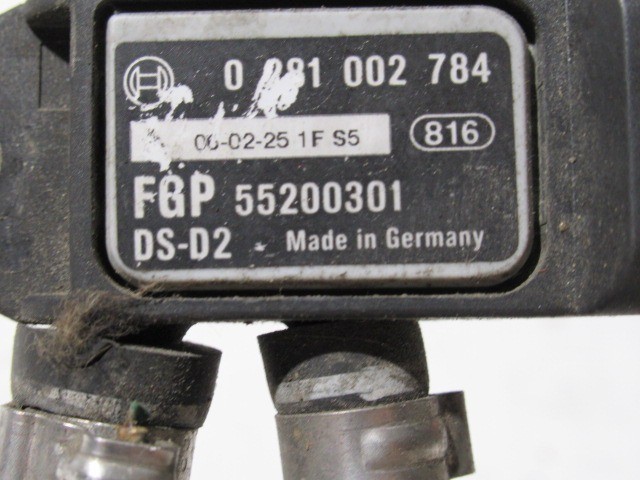 0 281 002 784
06-02-25 1F S5 816
FGP 55200301
DS-D2 Made in Germany